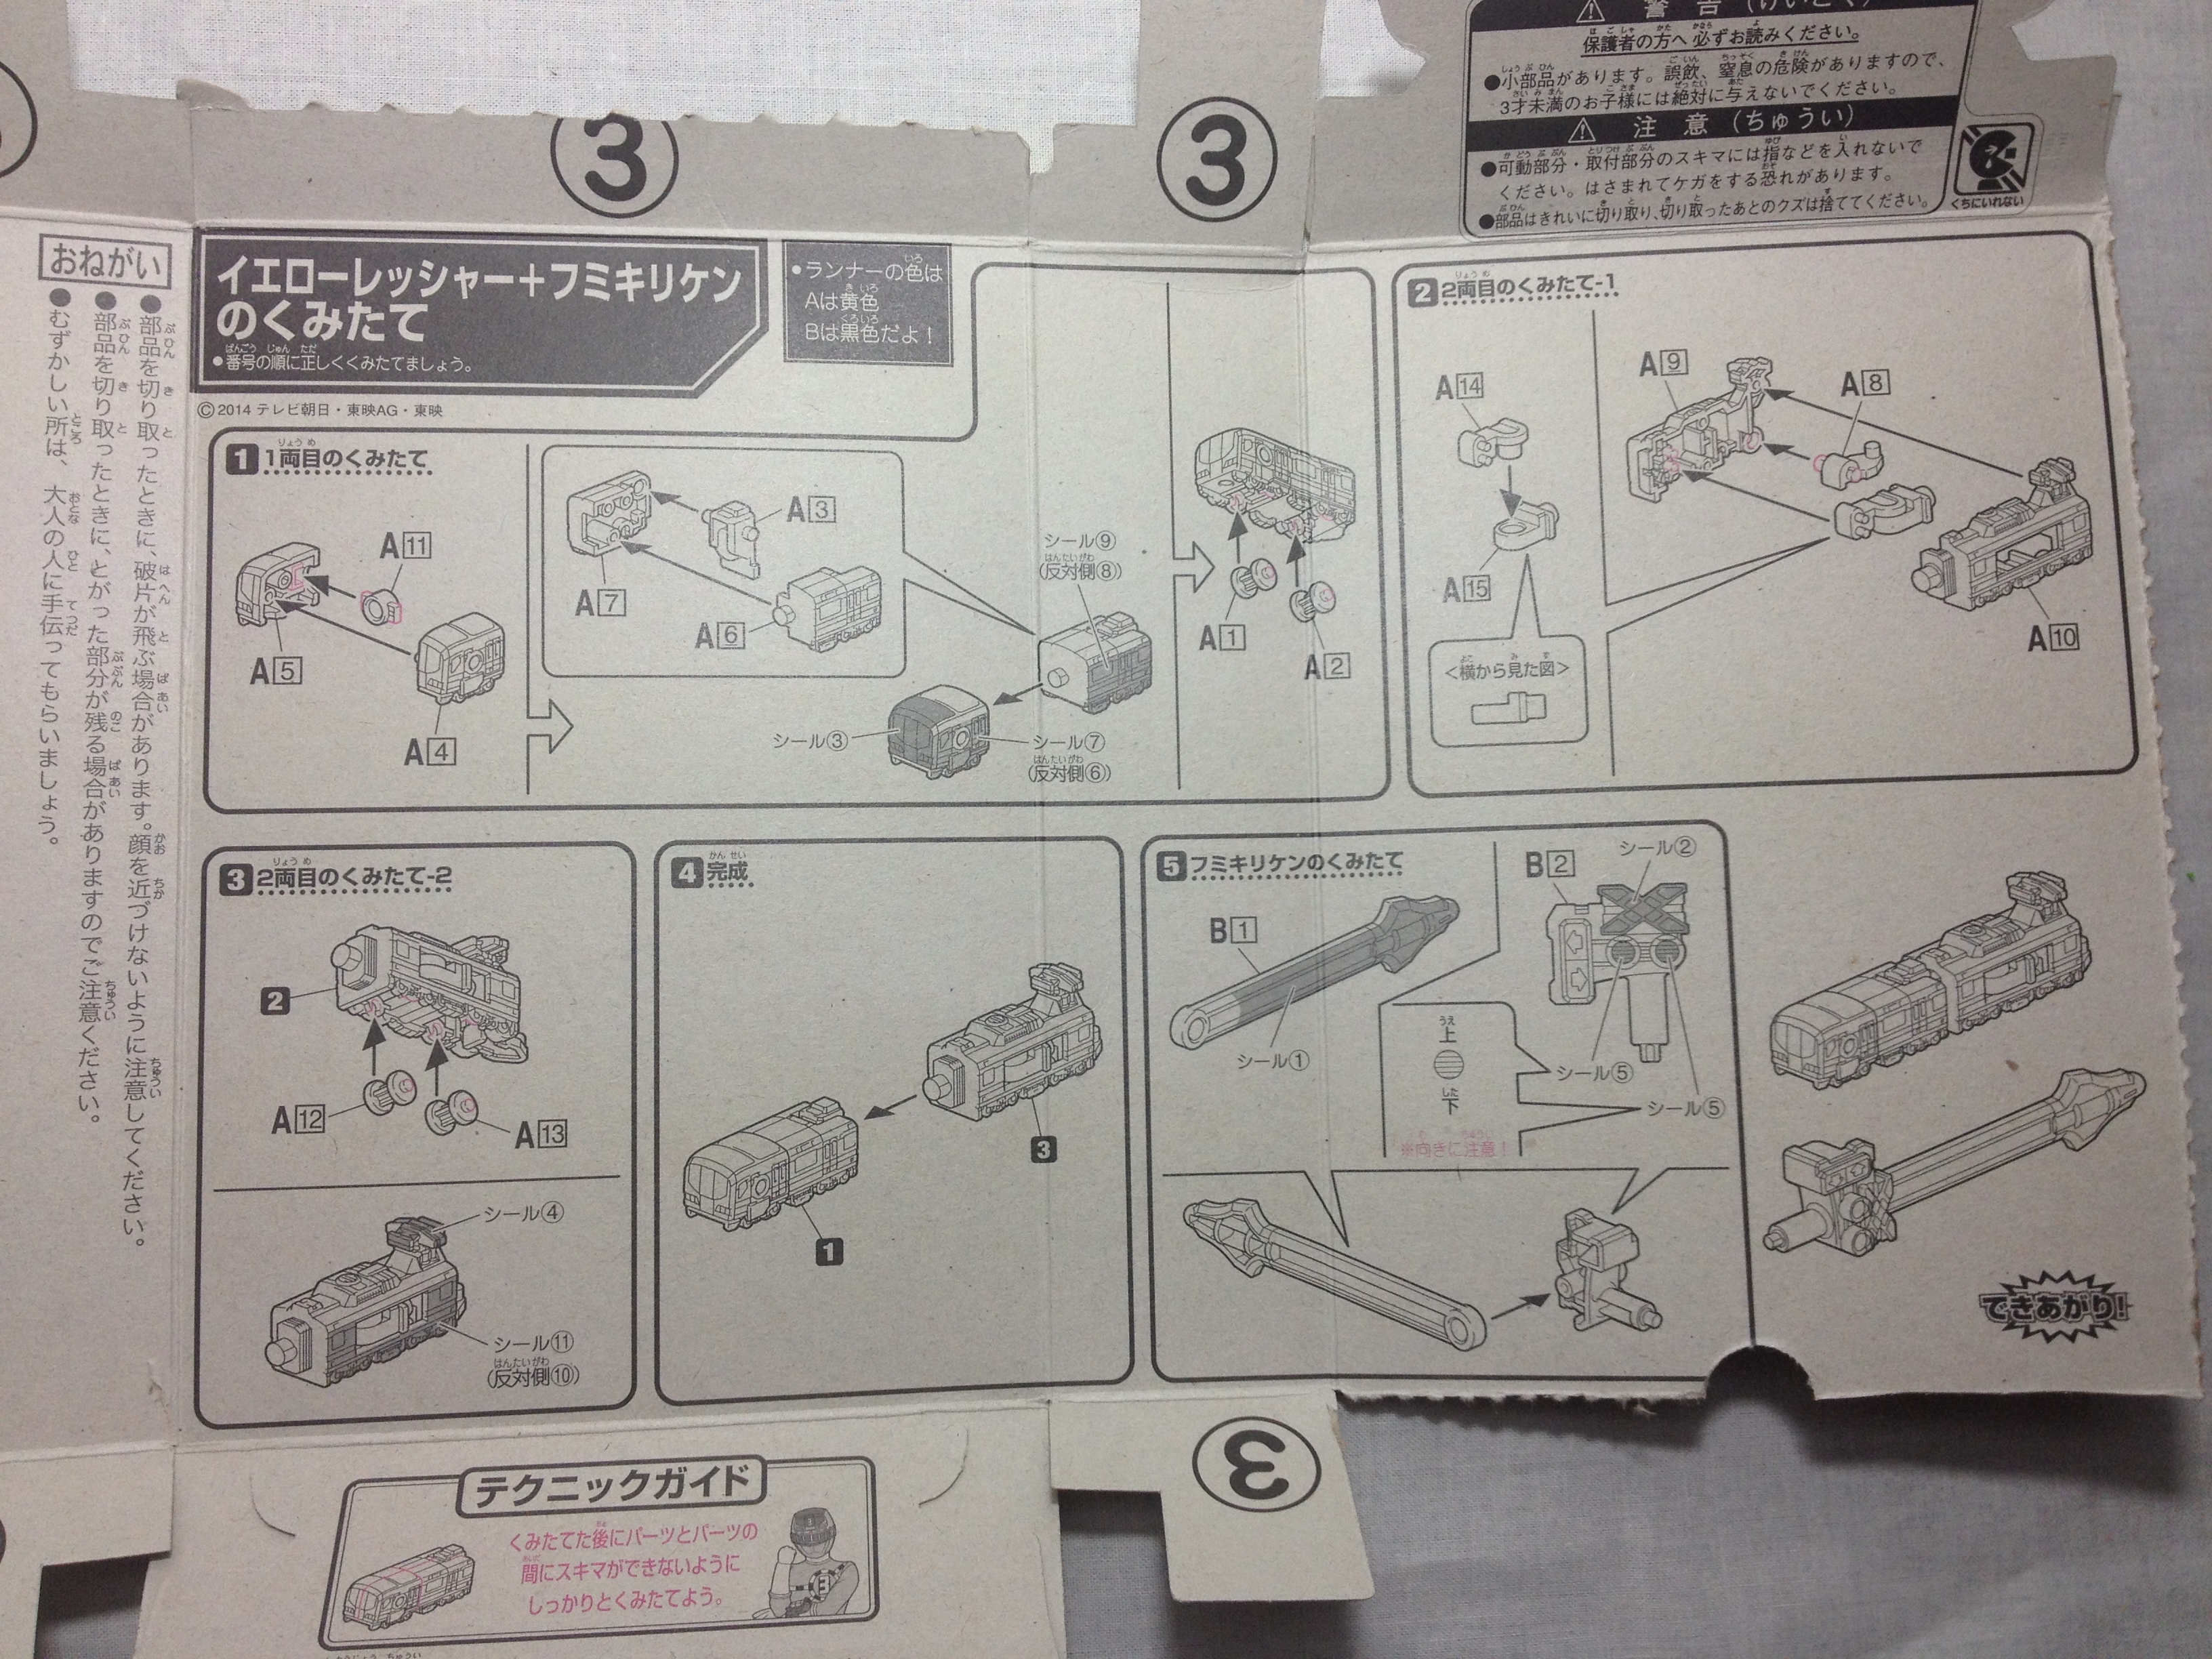 3
3
警告（けいこく）
保護者の方へ必ずお読みください。
●小部品があります。誤飲、窒息の危険がありますので、
3才未満のお子様には絶対に与えないでください。
注意（ちゅうい）
●可動部分・取付部分のスキマには指などを入れないで
ください。はさまれてケガをする恐れがあります。
●部品はきれいに切り取り、切り取ったあとのクズは捨ててください。
くちにいれない
おねがい
●部品を切り取ったときに、破片が飛ぶ場合があります。顔を近づけないように注意してください。
●部品を切り取ったときに、とがった部分が残る場合がありますのでご注意ください。
●むずかしい所は、大人の人に手伝ってもらいましょう。
イエローレッシャー＋フミキリケン
のくみたて
●番号の順に正しくくみたてましょう。
●ランナーの色は
Aは黄色
Bは黒色だよ！
©2014 テレビ朝日・東映AG・東映
1 1両目のくみたて
A11
A5
A4
A3
A7
A6
シール⑨
(反対側⑧)
シール③
シール⑦
(反対側⑥)
A1
A2
2 2両目のくみたて-1
A14
A15
<横から見た図>
A9
A8
A10
3 2両目のくみたて-2
2
A12
A13
シール④
シール⑪
(反対側⑩)
4 完成
3
1
5 フミキリケンのくみたて
B1
シール①
B2
シール②
上
下
シール⑤
シール⑤
※向きに注意！
できあがり!
3
テクニックガイド
くみたてた後にパーツとパーツの
間にスキマができないように
しっかりとくみたてよう。
3